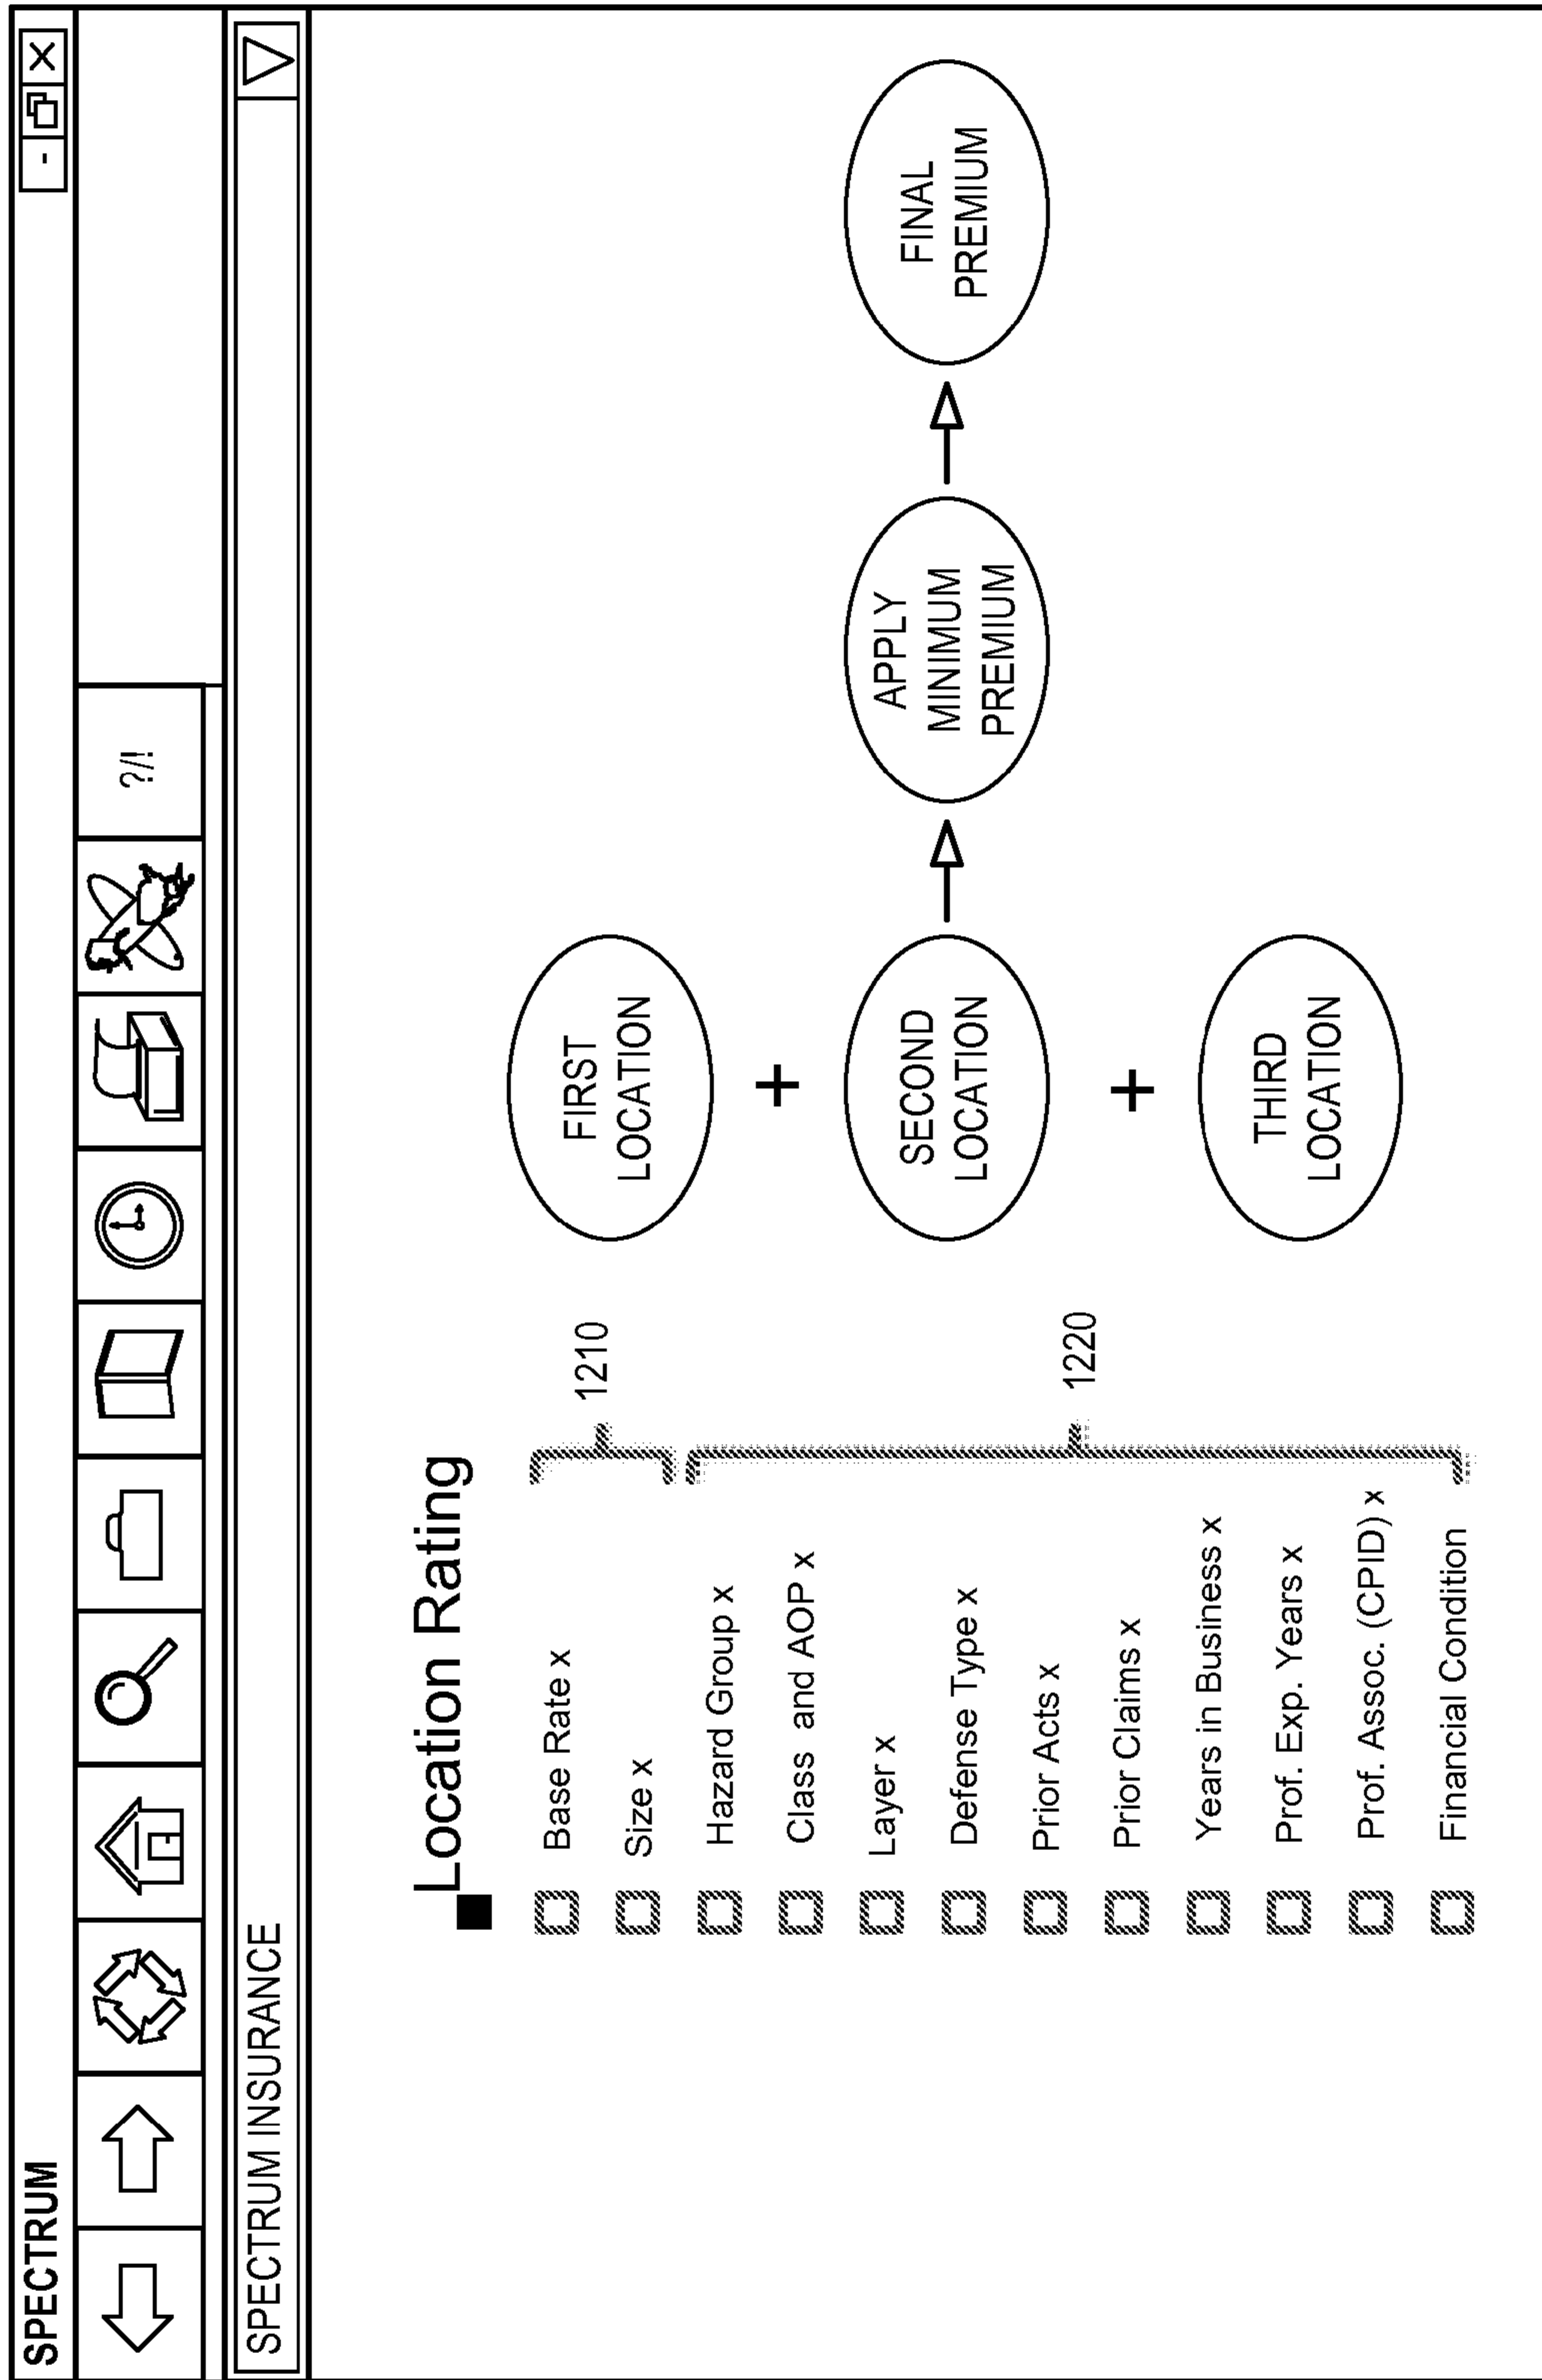 SPECTRUM
- X
?/!
SPECTRUM INSURANCE
Location Rating
Base Rate x
Size x
1210
Hazard Group x
Class and AOP x
Layer x
Defense Type x
Prior Acts x
Prior Claims x
Years in Business x
Prof. Exp. Years x
Prof. Assoc. (CPID) x
Financial Condition
1220
FIRST
LOCATION
+
SECOND
LOCATION
+
THIRD
LOCATION
APPLY
MINIMUM
PREMIUM
FINAL
PREMIUM